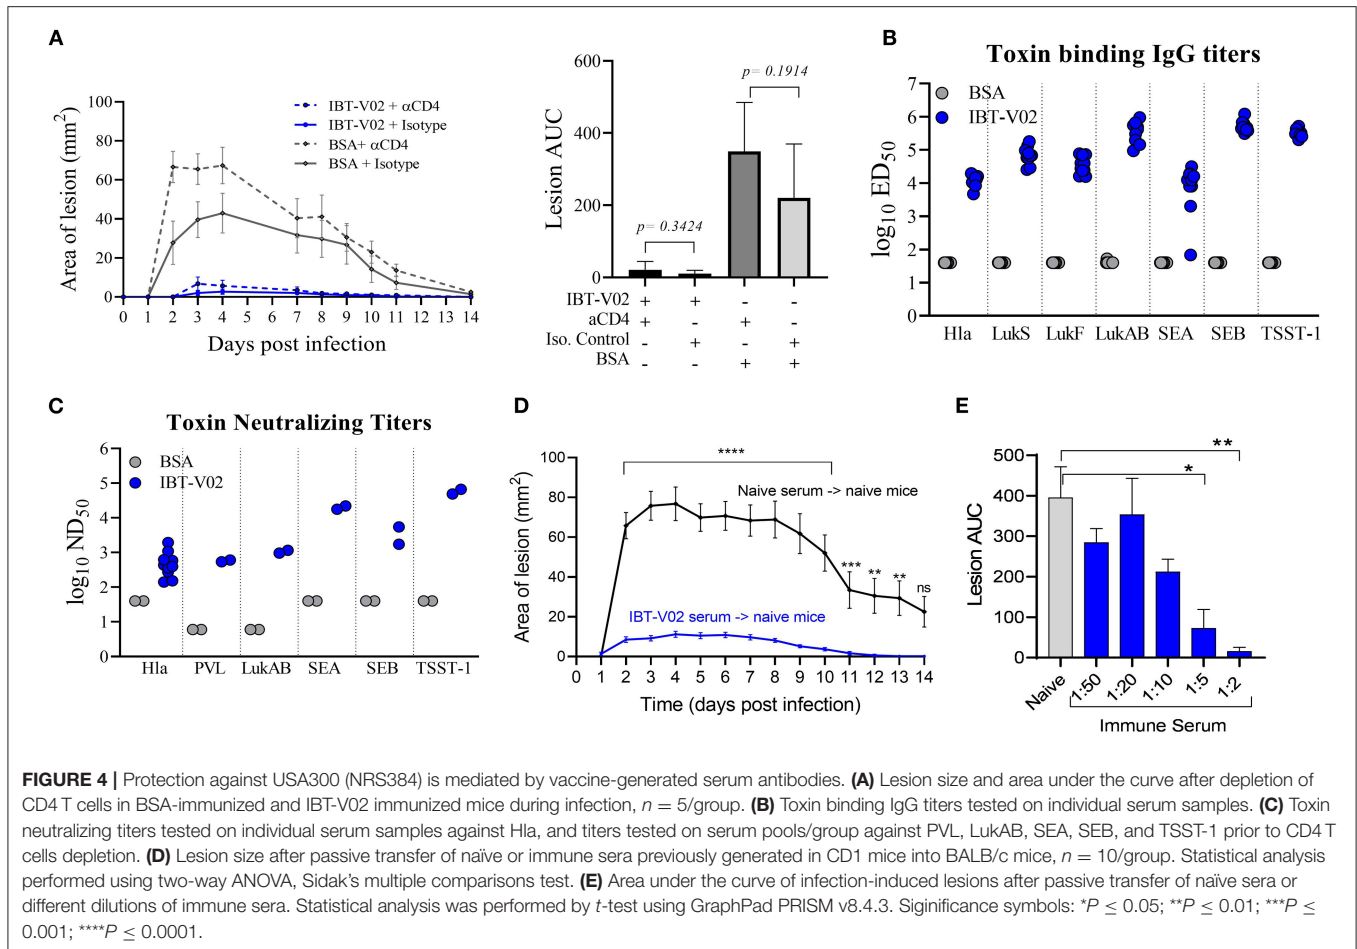 A
Area of lesion (mm2)
100
80
60
40
20
0
0 1 2 3 4 5 6 7 8 9 10 11 14
Days post infection
IBT-V02 + αCD4
IBT-V02 + Isotype
BSA+ αCD4
BSA + Isotype
Lesion AUC
600
400
200
0
p= 0.3424
p= 0.1914
IBT-V02 + + - -
aCD4 + - + -
Iso. Control - + - +
BSA - - + +
B
Toxin binding IgG titers
BSA
IBT-V02
log10 ED50
7
6
5
4
3
2
1
0
Hla LukS LukF LukAB SEA SEB TSST-1
C
Toxin Neutralizing Titers
BSA
IBT-V02
log10 ND50
6
5
4
3
2
1
0
Hla PVL LukAB SEA SEB TSST-1
D
Area of lesion (mm2)
100
80
60
40
20
0
****
Naive serum -> naive mice
*** ** ** ns
IBT-V02 serum -> naive mice
0 1 2 3 4 5 6 7 8 9 10 11 12 13 14
Time (days post infection)
E
Lesion AUC
500
400
300
200
100
0
**
*
Naive 1:50 1:20 1:10 1:5 1:2
Immune Serum
FIGURE 4 | Protection against USA300 (NRS384) is mediated by vaccine-generated serum antibodies. (A) Lesion size and area under the curve after depletion of
CD4 T cells in BSA-immunized and IBT-V02 immunized mice during infection, n = 5/group. (B) Toxin binding IgG titers tested on individual serum samples. (C) Toxin
neutralizing titers tested on individual serum samples against Hla, and titers tested on serum pools/group against PVL, LukAB, SEA, SEB, and TSST-1 prior to CD4 T
cells depletion. (D) Lesion size after passive transfer of naïve or immune sera previously generated in CD1 mice into BALB/c mice, n = 10/group. Statistical analysis
performed using two-way ANOVA, Sidak's multiple comparisons test. (E) Area under the curve of infection-induced lesions after passive transfer of naïve sera or
different dilutions of immune sera. Statistical analysis was performed by t-test using GraphPad PRISM v8.4.3. Siginificance symbols: *P ≤ 0.05; **P ≤ 0.01; ***P ≤
0.001; ****P ≤ 0.0001.